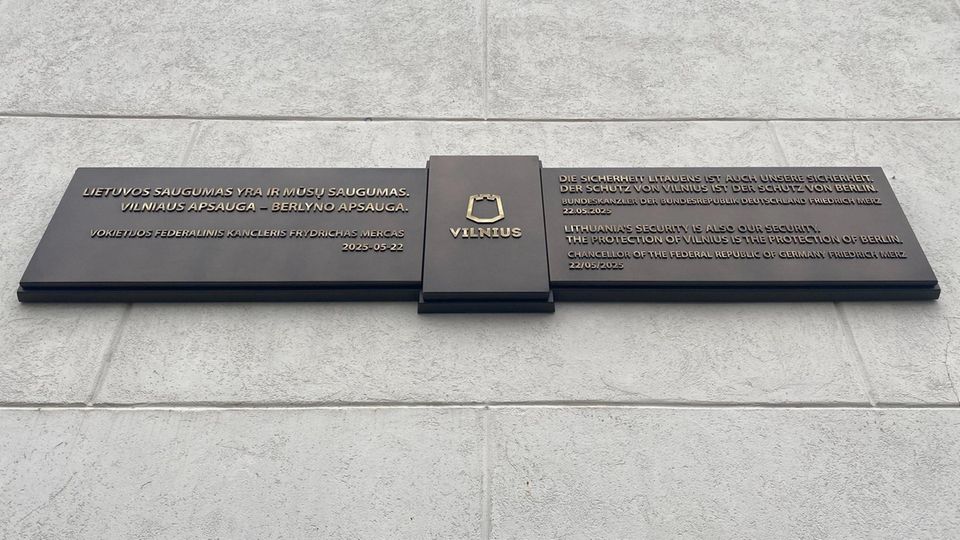 LIETUVOS SAUGUMAS YRA IR MŪSŲ SAUGUMAS.
VILNIAUS APSAUGA – BERLYNO APSAUGA.
VOKIETIJOS FEDERALINIS KANCLERIS FRYDRICHAS MERCAS
2025-05-22
VILNIUS
DIE SICHERHEIT LITAUENS IST AUCH UNSERE SICHERHEIT.
DER SCHUTZ VON VILNIUS IST DER SCHUTZ VON BERLIN.
BUNDESKANZLER DER BUNDESREPUBLIK DEUTSCHLAND FRIEDRICH MERZ
22.05.2025
LITHUANIA'S SECURITY IS ALSO OUR SECURITY.
THE PROTECTION OF VILNIUS IS THE PROTECTION OF BERLIN.
CHANCELLOR OF THE FEDERAL REPUBLIC OF GERMANY FRIEDRICH MERZ
22/05/2025